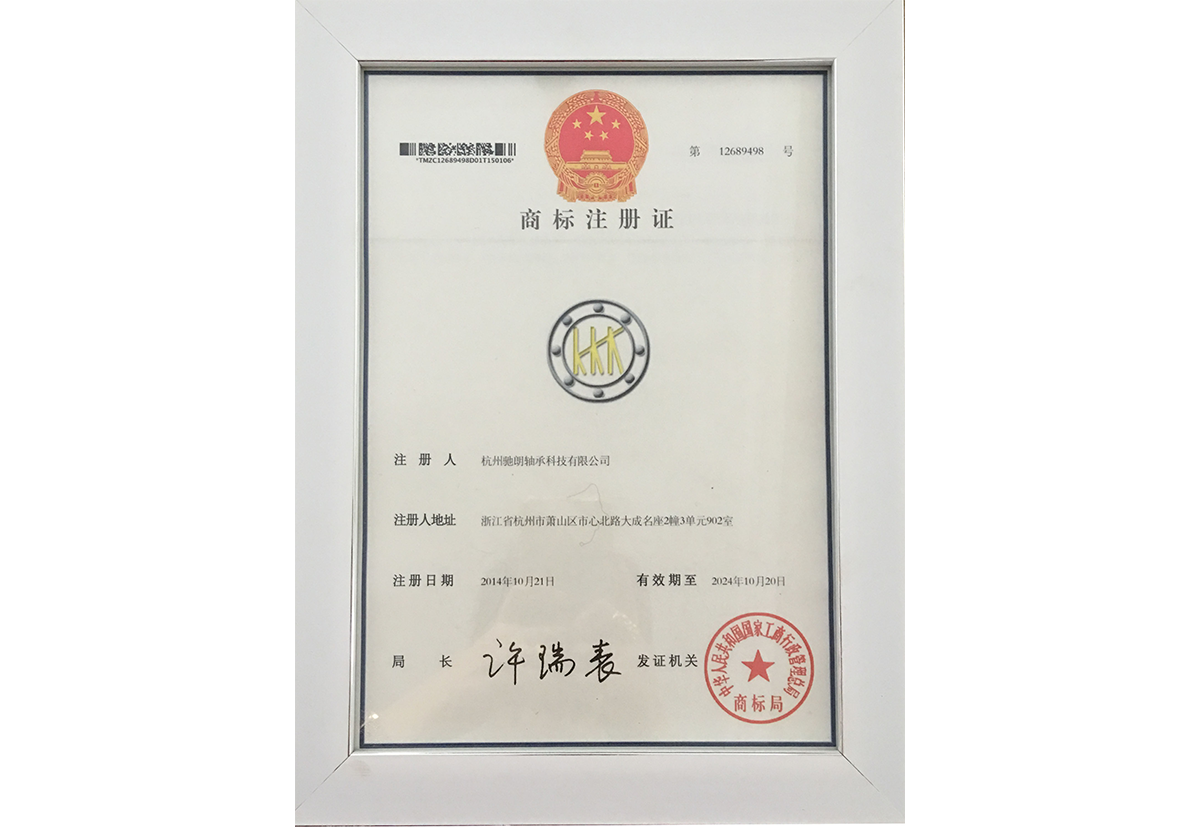 *TMZC12689498D01T150106*
第 12689498 号
商标注册证
KKK
注册人 杭州驰朗轴承科技有限公司
注册人地址 浙江省杭州市萧山区市心北路大成名座2幢3单元902室
注册日期 2014年10月21日 有效期至 2024年10月20日
局长 许瑞表 发证机关
中华人民共和国国家工商行政管理总局
商标局